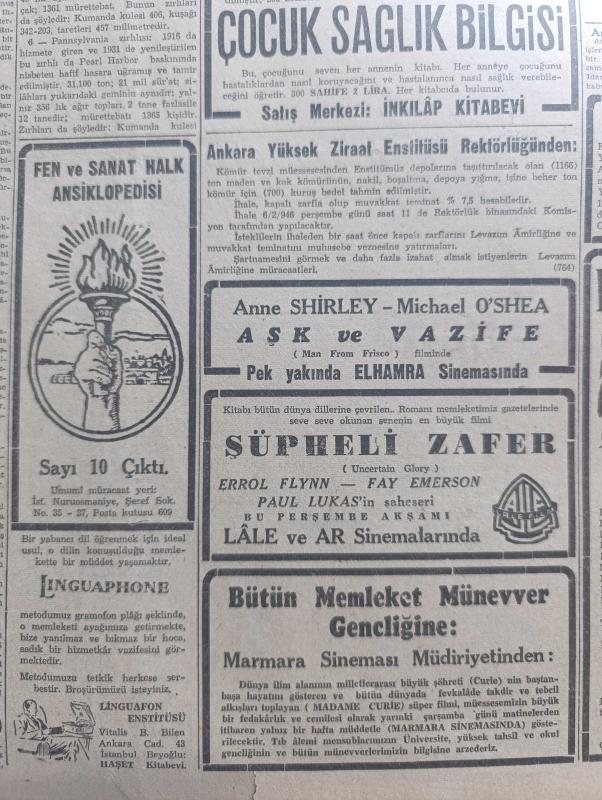 çak; 1361 mürettebat. Bunun zırhları
da şöyledir: Kumanda kulesi 406, kuşağı
342-203, taretleri 457 milimetredir.
6 — Pannsylvania zırhlısı: 1916 da
hizmete giren ve 1931 de yenileştirilen
bu zırhlı da Pearl Harbor baskınında
nisbeten hafif hasara uğramış ve tamir
edilmiştir. 31,100 ton; 21 mil sür'at; si-
lâhları yukarıdaki geminin aynıdır; yal-
nız 356 lık ağır topları, 2 tane fazlasile
12 tanedir; mürettebatı 1365 kişidir.
Zırhları da şöyledir: Kumanda kulesi
FEN ve SANAT HALK
ANSİKLOPEDİSİ
Sayı 10 Çıktı.
Umumî müracaat yeri:
İst. Nuruosmaniye, Şeref Sok.
No. 35 - 37, Posta kutusu 609
Bir yabancı dil öğrenmek için ideal
usul, o dilin konuşulduğu memle-
kette bir müddet yaşamaktır.
LINGUAPHONE
metodumuz gramofon plâğı şeklinde,
o memleketi ayağınıza getirmekte,
bize yanılmaz ve bıkmaz bir hoca,
sadık bir hizmetkâr vazifesini gör-
mektedir.
Metodumuzu tetkik herkese ser-
bestir. Broşürümüzü isteyiniz.
LİNGUAFON
ENSTİTÜSÜ
Vitalis B. Bilen
Ankara Cad. 43
İstanbul, Beyoğlu:
HAŞET Kitabevi.
ÇOCUK SAĞLIK BİLGİSİ
Bu, çocuğunu seven her annenin kitabı. Her anneye çocuğunu
hastalıklardan nasıl koruyacağını ve hastalanınca nasıl sağlık verebile-
ceğini öğretir. 300 SAHİFE 2 LİRA. Her kitabcıda bulunur.
Satış Merkezi: İNKILÂP KİTABEVİ
Ankara Yüksek Ziraat Enstitüsü Rektörlüğünden:
Kömür tevzi müessesesinden Enstitümüz depolarına taşıttırılacak olan (1166)
ton maden ve kok kömürünün, nakil, boşaltma, depoya yığma, işine beher ton
kömür için (700) kuruş bedel tahmin edilmiştir.
İhale, kapalı zarfla olup muvakkat teminat % 7,5 hasabiledir.
İhale 6/2/946 perşembe günü saat 11 de Rektörlük binasındaki Komis-
yon tarafından yapılacaktır.
İsteklilerin ihaleden bir saat önce kapalı zarflarını Levazım Âmirliğine ve
muvakkat teminatını muhasebe veznesine yatırmaları.
Şartnamesini görmek ve daha fazla izahat almak istiyenlerin Levazım
Âmirliğine müracaatleri. (764)
Anne SHİRLEY - Michael O'SHEA
AŞK ve VAZİFE
( Man From Frisco ) filminde
Pek yakında ELHAMRA Sinemasında
Kitabı bütün dünya dillerine çevrilen.. Romanı memleketimiz gazetelerinde
seve seve okunan senenin en büyük filmi
ŞÜPHELİ ZAFER
( Uncertain Glory )
ERROL FLYNN — FAY EMERSON
PAUL LUKAS'in şaheseri
BU PERŞEMBE AKŞAMI
LÂLE ve AR Sinemalarında
Bütün Memleket Münevver
Gencliğine:
Marmara Sineması Müdiriyetinden:
Dünya ilim alanının milletlerarası büyük şöhreti (Curie) nin baştan-
başa hayatını gösteren ve bütün dünyada fevkalâde takdir ve tebcil
alkışları toplayan ( MADAME CURİE) süper filmi, müessesemizin büyük
bir fedakârlık ve cemilesi olarak yarınki çarşamba günü matinelerden
itibaren yalnız bir hafta müddetle (MARMARA SİNEMASINDA) göste-
rilecektir. Tıb âlemi mensublarımızın Üniversite, yüksek tahsil ve okul
gencliğinin ve bütün münevverlerimizin bilgisine arzederiz.